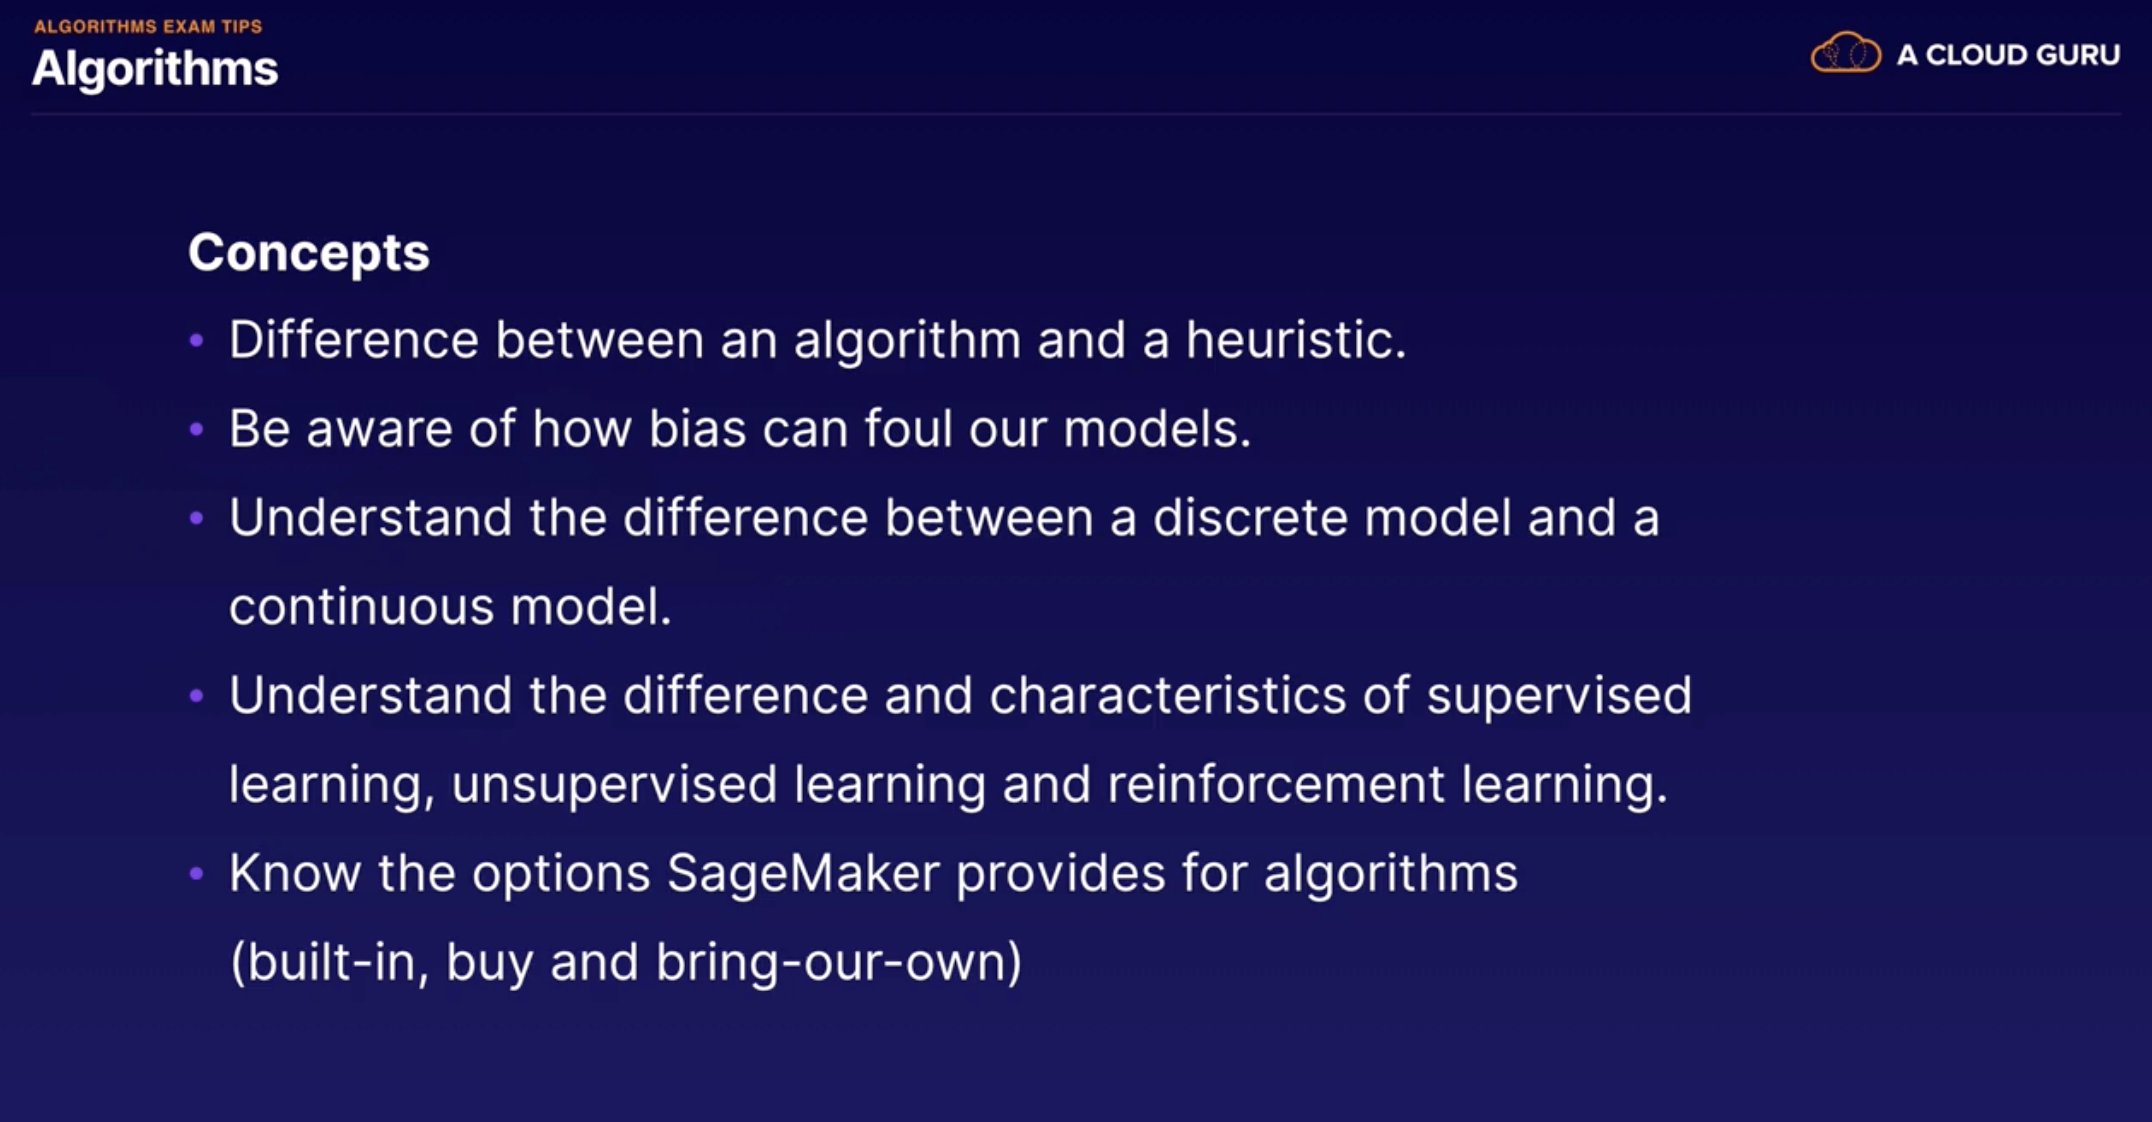 ALGORITHMS EXAM TIPS
Algorithms
A CLOUD GURU
Concepts
• Difference between an algorithm and a heuristic.
• Be aware of how bias can foul our models.
• Understand the difference between a discrete model and a
continuous model.
• Understand the difference and characteristics of supervised
learning, unsupervised learning and reinforcement learning.
• Know the options SageMaker provides for algorithms
(built-in, buy and bring-our-own)